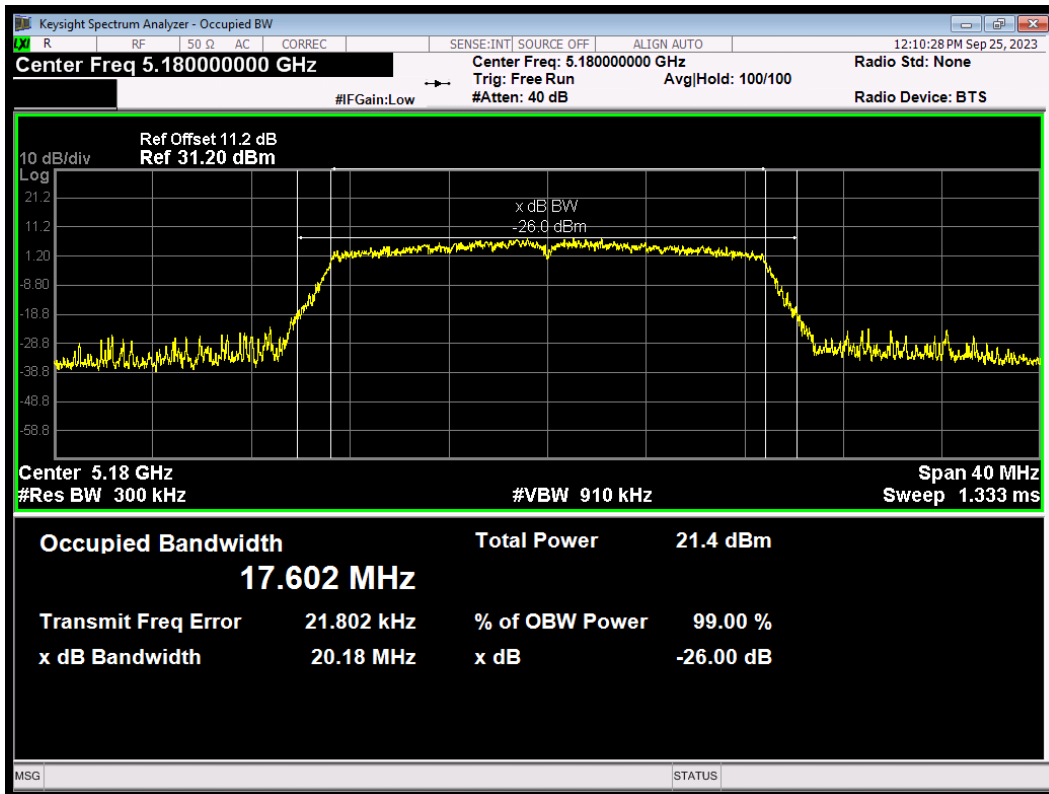 Keysight Spectrum Analyzer - Occupied BW
LXI R RF 50 Ω AC CORREC SENSE:INT SOURCE OFF ALIGN AUTO 12:10:28 PM Sep 25, 2023
Center Freq 5.180000000 GHz Center Freq: 5.180000000 GHz Radio Std: None
Trig: Free Run Avg|Hold: 100/100
#IFGain:Low #Atten: 40 dB Radio Device: BTS
Ref Offset 11.2 dB
10 dB/div Ref 31.20 dBm
Log
21.2
x dB BW
11.2
-26.0 dBm
1.20
-8.80
-18.8
-28.8
-38.8
-48.8
-58.8
Center 5.18 GHz Span 40 MHz
#Res BW 300 kHz #VBW 910 kHz Sweep 1.333 ms
Occupied Bandwidth Total Power 21.4 dBm
17.602 MHz
Transmit Freq Error 21.802 kHz % of OBW Power 99.00 %
x dB Bandwidth 20.18 MHz x dB -26.00 dB
MSG STATUS